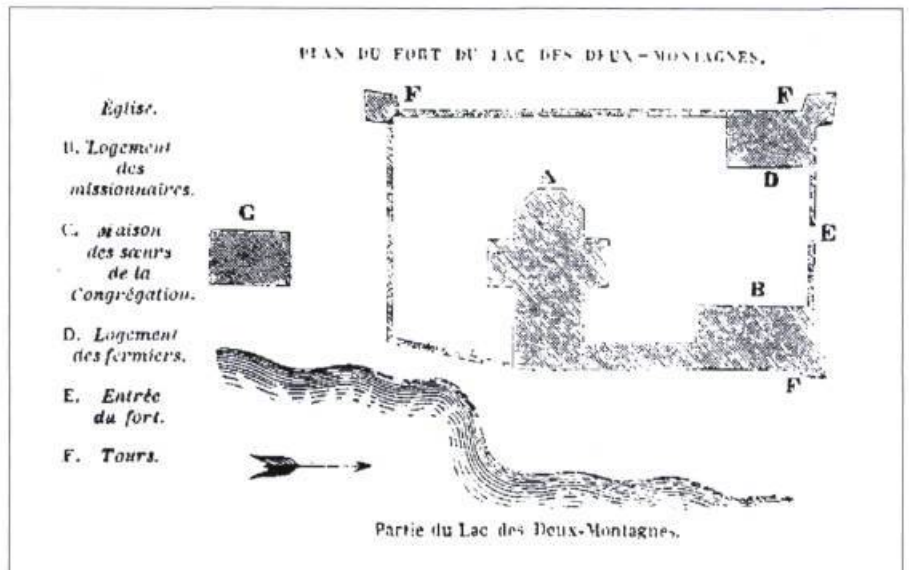 PLAN DU FORT DU LAC DES DEUX-MONTAGNES.
Église.
B. Logement
des
missionnaires.
C. Maison
des sœurs
de la
Congrégation.
D. Logement
des fermiers.
E. Entrée
du fort.
F. Tours.
F
F
A
D
C
E
B
F
Partie du Lac des Deux-Montagnes.